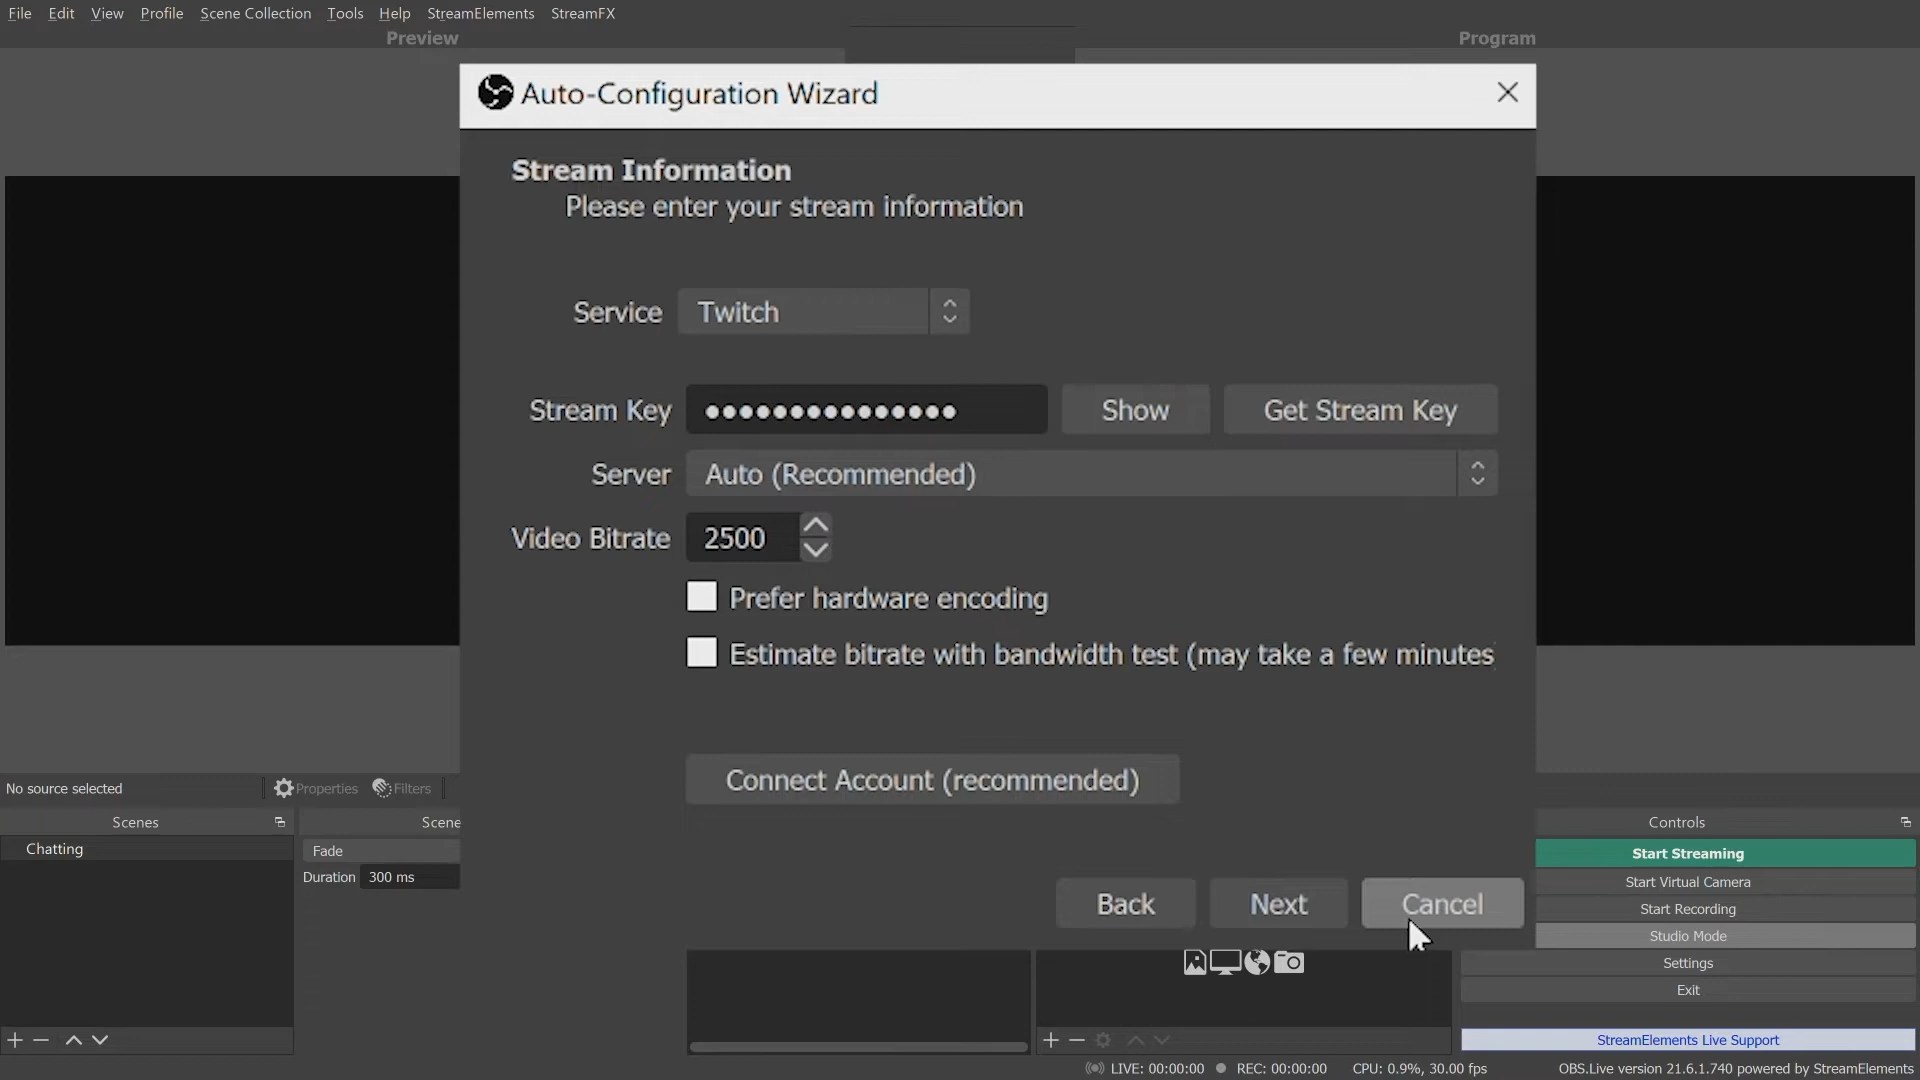 File Edit View Profile Scene Collection Tools Help StreamElements StreamFX
Preview
Program
Auto-Configuration Wizard
Stream Information
Please enter your stream information
Service Twitch
Stream Key ●●●●●●●●●●●●●●● Show Get Stream Key
Server Auto (Recommended)
Video Bitrate 2500
Prefer hardware encoding
Estimate bitrate with bandwidth test (may take a few minutes
Connect Account (recommended)
Back Next Cancel
No source selected Properties Filters
Scenes
Chatting
Scene
Fade
Duration 300 ms
Controls
Start Streaming
Start Virtual Camera
Start Recording
Studio Mode
Settings
Exit
StreamElements Live Support
LIVE: 00:00:00 REC: 00:00:00 CPU: 0.9%, 30.00 fps OBS.Live version 21.6.1.740 powered by StreamElements